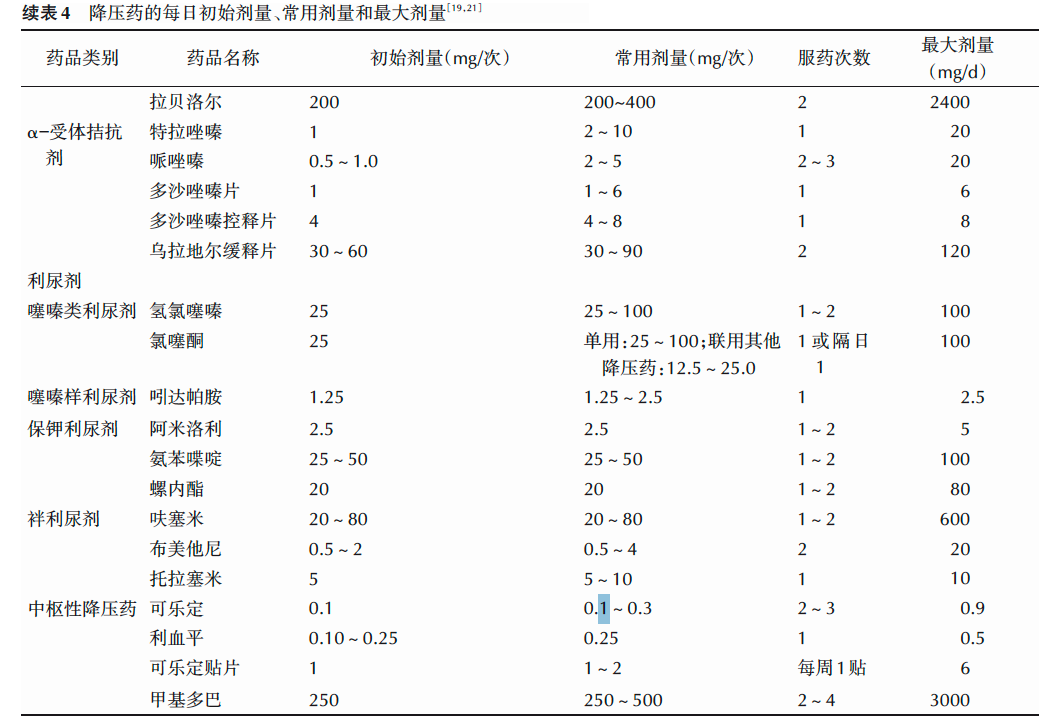 续表4 降压药的每日初始剂量、常用剂量和最大剂量[19,21]
药品类别 药品名称 初始剂量(mg/次) 常用剂量(mg/次) 服药次数 最大剂量
(mg/d)
拉贝洛尔 200 200~400 2 2400
α-受体拮抗 特拉唑嗪 1 2~10 1 20
剂 哌唑嗪 0.5~1.0 2~5 2~3 20
多沙唑嗪片 1 1~6 1 6
多沙唑嗪控释片 4 4~8 1 8
乌拉地尔缓释片 30~60 30~90 2 120
利尿剂
噻嗪类利尿剂 氢氯噻嗪 25 25~100 1~2 100
氯噻酮 25 单用:25~100;联用其他 1或隔日 100
降压药:12.5~25.0 1
噻嗪样利尿剂 吲达帕胺 1.25 1.25~2.5 1 2.5
保钾利尿剂 阿米洛利 2.5 2.5 1~2 5
氨苯喋啶 25~50 25~50 1~2 100
螺内酯 20 20 1~2 80
袢利尿剂 呋塞米 20~80 20~80 1~2 600
布美他尼 0.5~2 0.5~4 2 20
托拉塞米 5 5~10 1 10
中枢性降压药 可乐定 0.1 0.1~0.3 2~3 0.9
利血平 0.10~0.25 0.25 1 0.5
可乐定贴片 1 1~2 每周1贴 6
甲基多巴 250 250~500 2~4 3000